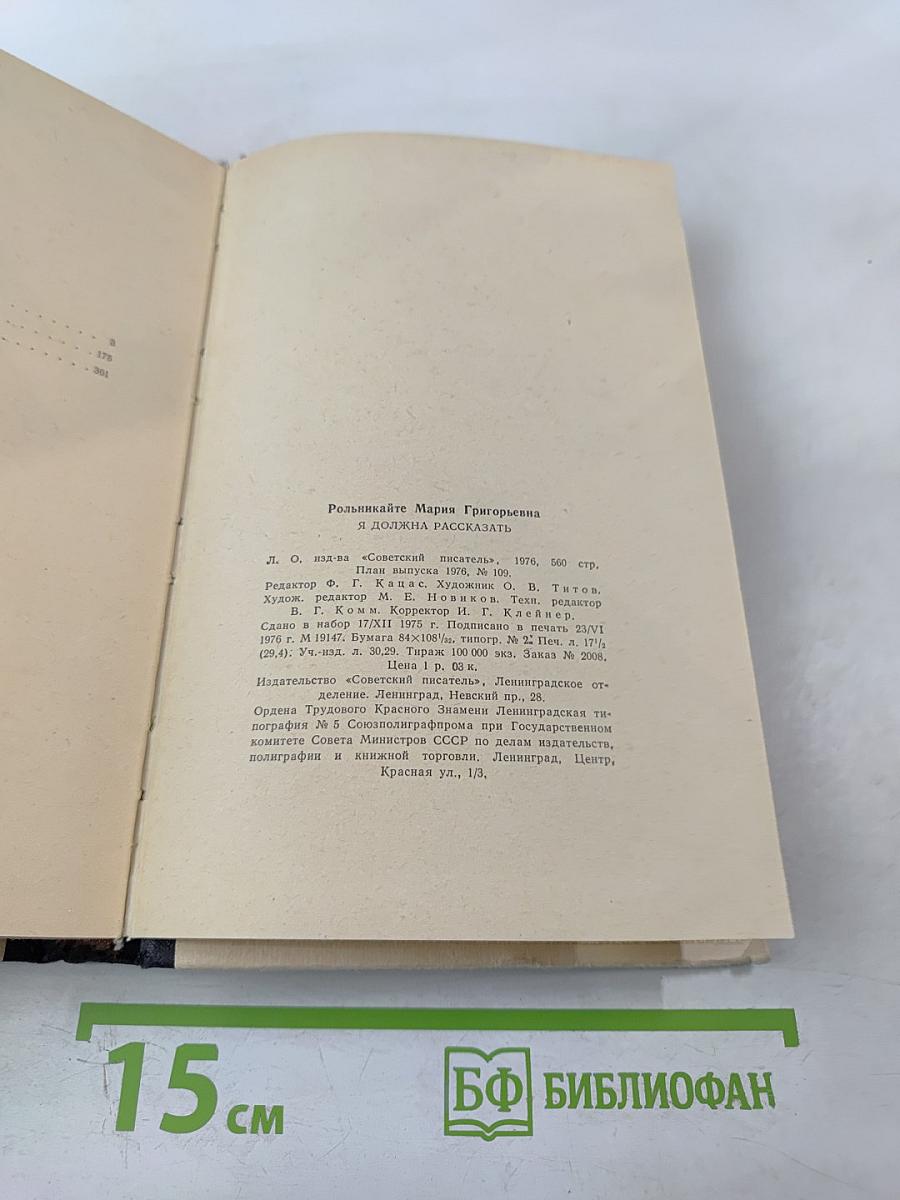 3
175
361
Рольникайте Мария Григорьевна
Я ДОЛЖНА РАССКАЗАТЬ
Л. О. изд-ва «Советский писатель», 1976, 560 стр.
План выпуска 1976, № 109.
Редактор Ф. Г. Кацас. Художник О. В. Титов.
Худож. редактор М. Е. Новиков. Техн. редактор
В. Г. Комм. Корректор И. Г. Клейнер.
Сдано в набор 17/XII 1975 г. Подписано в печать 23/VI
1976 г. М 19147. Бумага 84×108¹/₃₂, типогр. № 2. Печ. л. 17¹/₂
(29,4). Уч.-изд. л. 30,29. Тираж 100 000 экз. Заказ № 2008.
Цена 1 р. 03 к.
Издательство «Советский писатель», Ленинградское от-
деление. Ленинград, Невский пр., 28.
Ордена Трудового Красного Знамени Ленинградская ти-
пография № 5 Союзполиграфпрома при Государственном
комитете Совета Министров СССР по делам издательств,
полиграфии и книжной торговли. Ленинград, Центр,
Красная ул., 1/3.
15 см
БФ БИБЛИОФАН